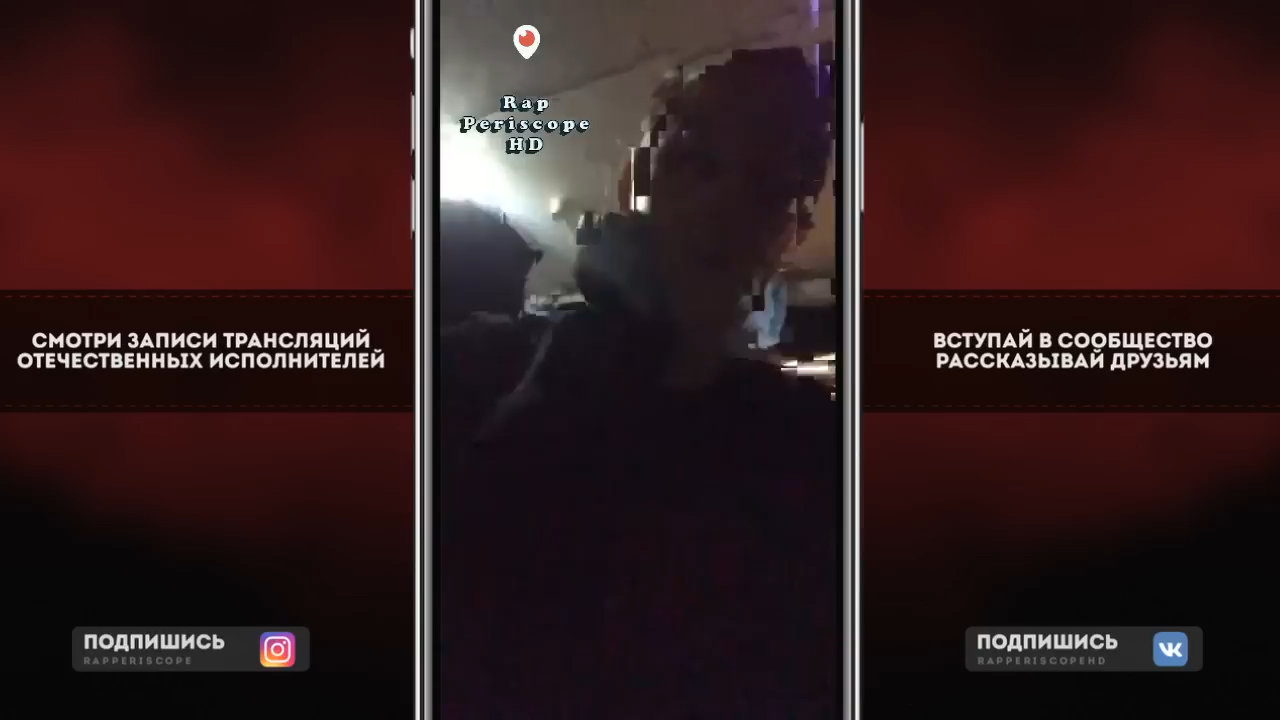 Rap
Periscope
HD
СМОТРИ ЗАПИСИ ТРАНСЛЯЦИЙ
ОТЕЧЕСТВЕННЫХ ИСПОЛНИТЕЛЕЙ
ВСТУПАЙ В СООБЩЕСТВО
РАССКАЗЫВАЙ ДРУЗЬЯМ
ПОДПИШИСЬ
RAPPERISCOPE
ПОДПИШИСЬ
RAPPERISCOPEHD